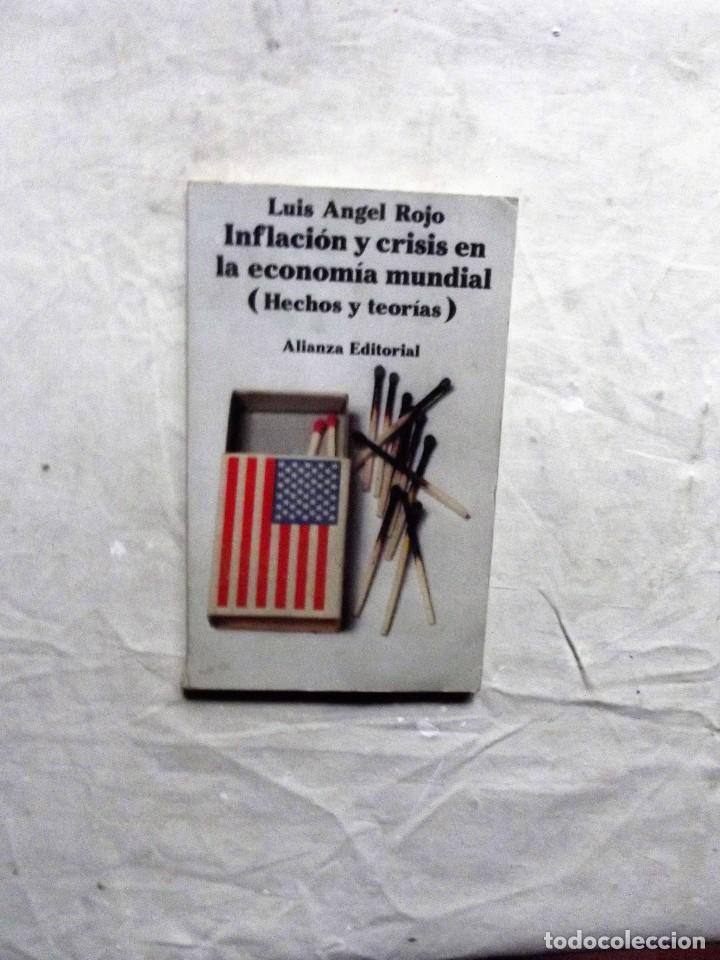 Luis Angel Rojo
Inflación y crisis en
la economía mundial
(Hechos y teorías)
Alianza Editorial
todocoleccion